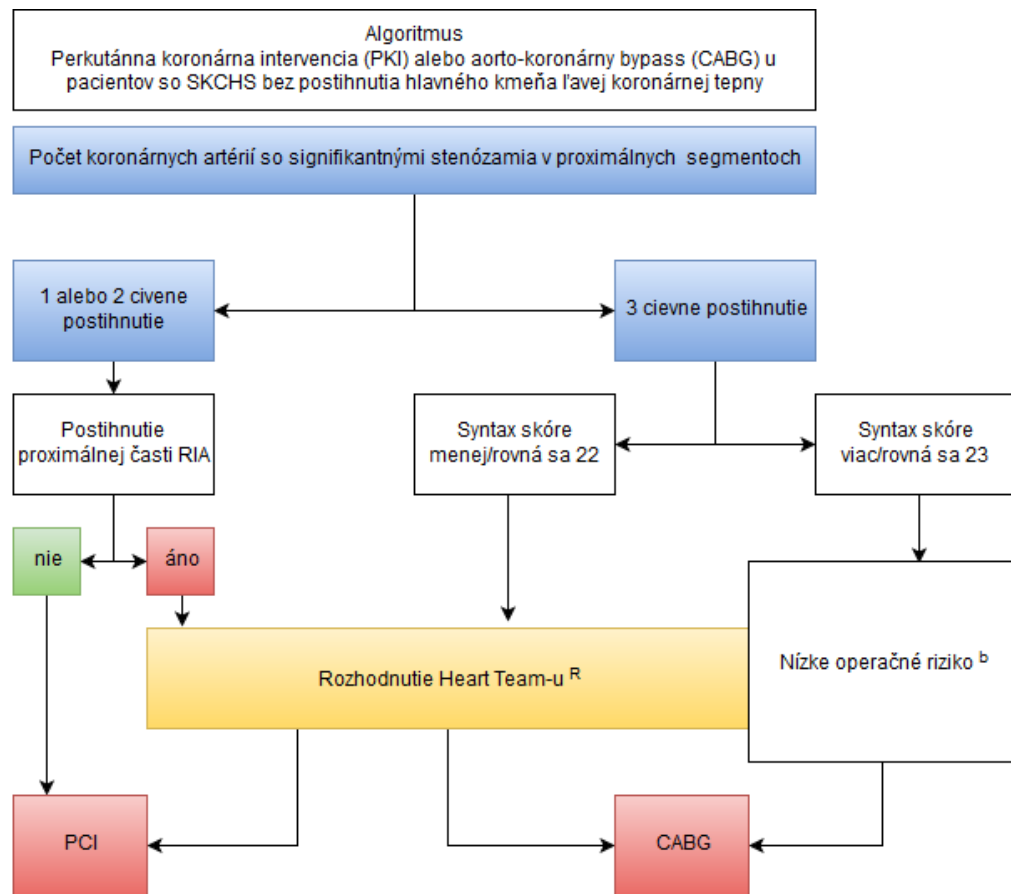 Algoritmus
Perkutánna koronárna intervencia (PKI) alebo aorto-koronárny bypass (CABG) u
pacientov so SKCHS bez postihnutia hlavného kmeňa ľavej koronárnej tepny
Počet koronárnych artérií so signifikantnými stenózamia v proximálnych segmentoch
1 alebo 2 civene
postihnutie
3 cievne postihnutie
Postihnutie
proximálnej časti RIA
Syntax skóre
menej/rovná sa 22
Syntax skóre
viac/rovná sa 23
nie
áno
Rozhodnutie Heart Team-u R
Nízke operačné riziko b
PCI
CABG